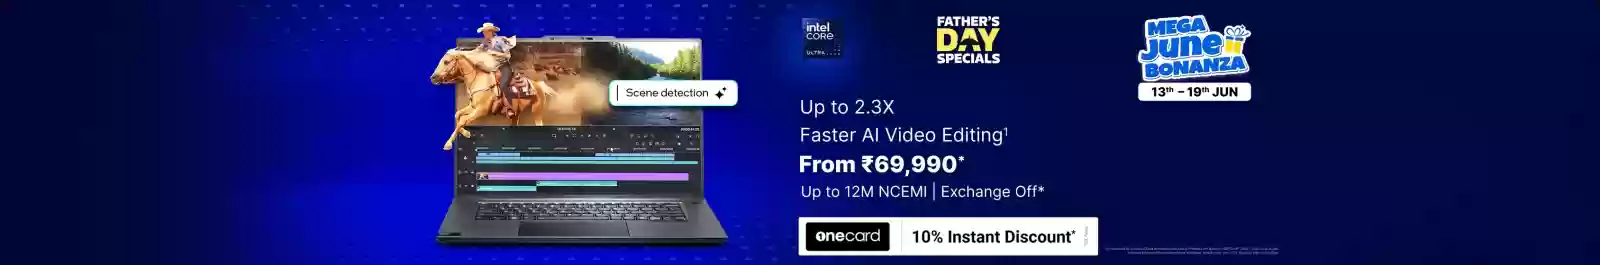 intel
CORE
ULTRA
FATHER'S
DAY
SPECIALS
MEGA
June
BONANZA
13th – 19th JUN
Scene detection
Up to 2.3X
Faster AI Video Editing¹
From ₹69,990*
Up to 12M NCEMI | Exchange Off*
onecard
10% Instant Discount*